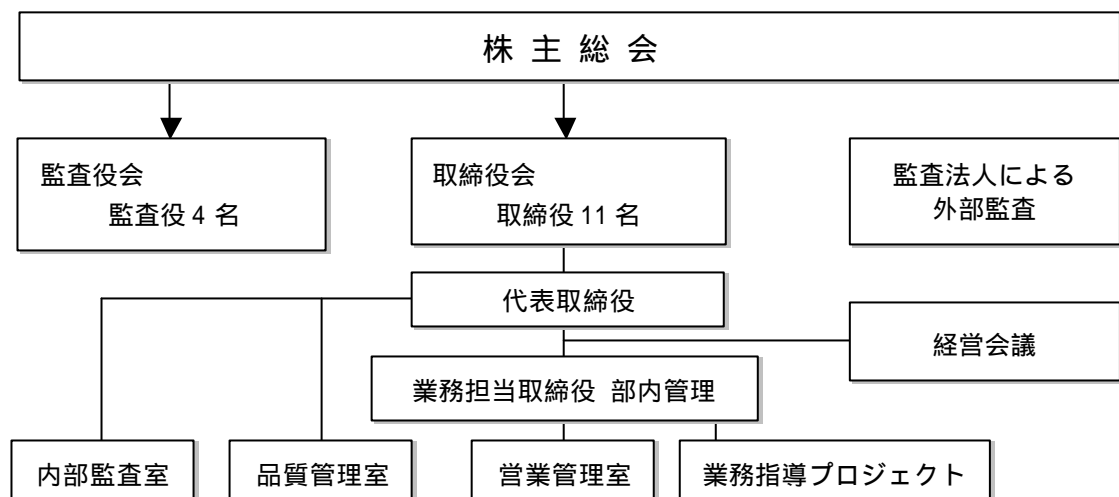 株 主 総 会
監査役会
監査役 4 名
取締役会
取締役 11 名
監査法人による
外部監査
代表取締役
経営会議
業務担当取締役 部内管理
内部監査室
品質管理室
営業管理室
業務指導プロジェクト